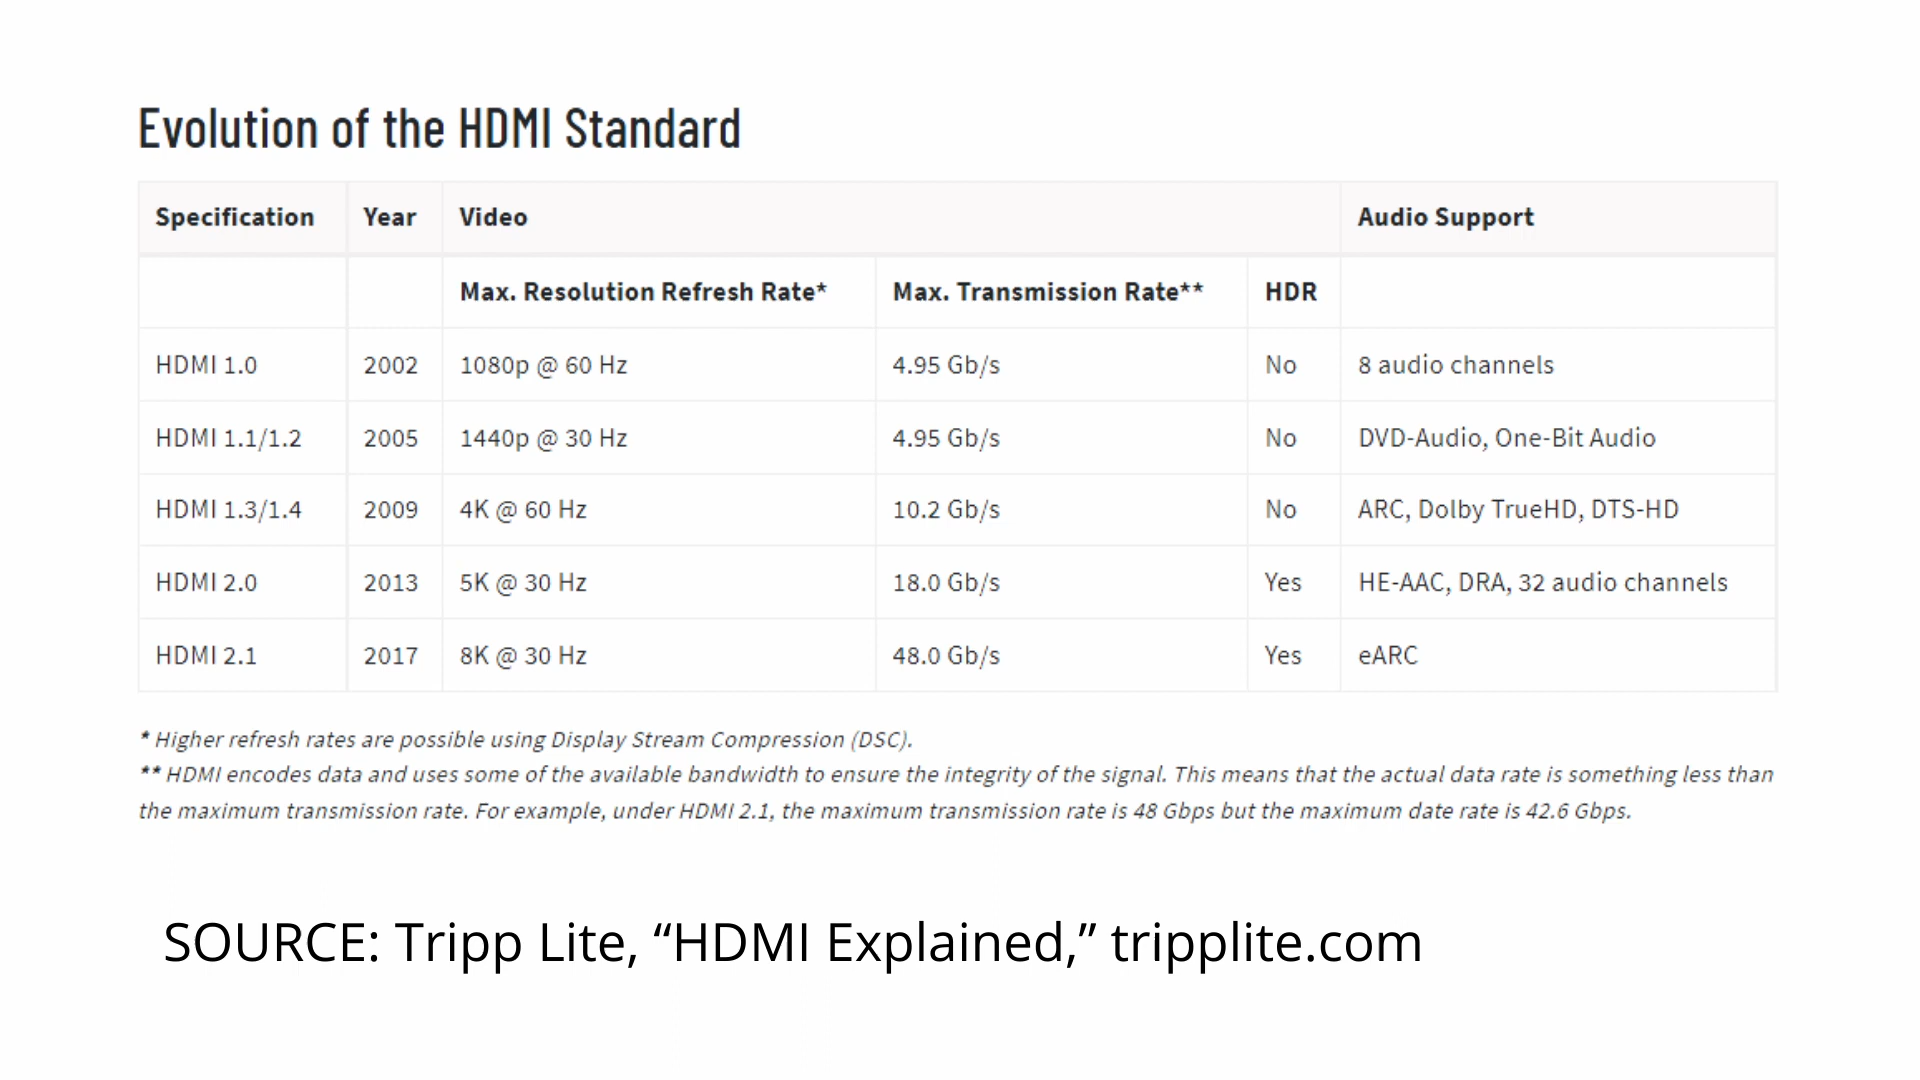 Evolution of the HDMI Standard
Specification Year Video Audio Support
Max. Resolution Refresh Rate* Max. Transmission Rate** HDR
HDMI 1.0 2002 1080p @ 60 Hz 4.95 Gb/s No 8 audio channels
HDMI 1.1/1.2 2005 1440p @ 30 Hz 4.95 Gb/s No DVD-Audio, One-Bit Audio
HDMI 1.3/1.4 2009 4K @ 60 Hz 10.2 Gb/s No ARC, Dolby TrueHD, DTS-HD
HDMI 2.0 2013 5K @ 30 Hz 18.0 Gb/s Yes HE-AAC, DRA, 32 audio channels
HDMI 2.1 2017 8K @ 30 Hz 48.0 Gb/s Yes eARC
* Higher refresh rates are possible using Display Stream Compression (DSC).
** HDMI encodes data and uses some of the available bandwidth to ensure the integrity of the signal. This means that the actual data rate is something less than
the maximum transmission rate. For example, under HDMI 2.1, the maximum transmission rate is 48 Gbps but the maximum date rate is 42.6 Gbps.
SOURCE: Tripp Lite, “HDMI Explained,” tripplite.com